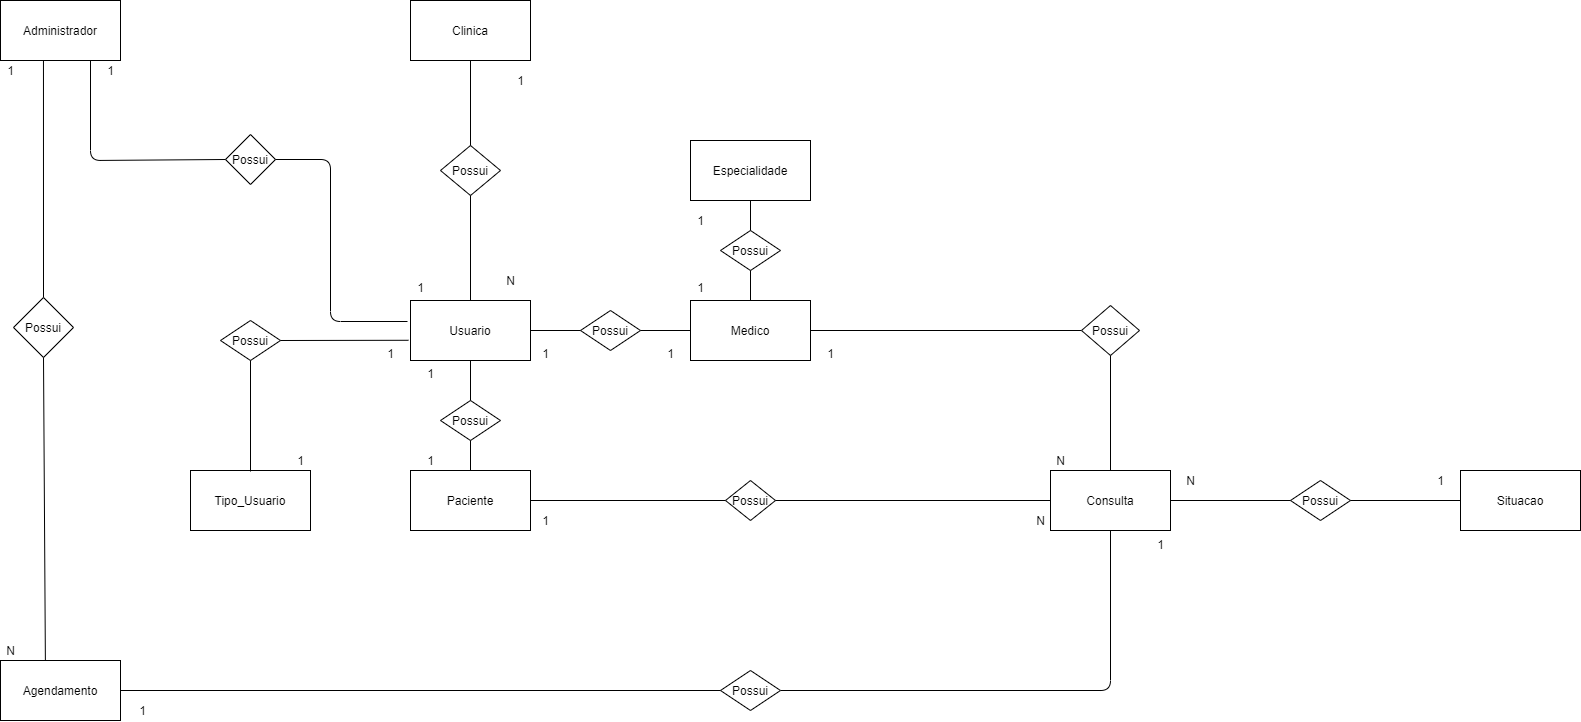 Administrador
Clinica
1
1
1
Possui
Possui
Especialidade
1
Possui
1
N
1
Possui
Usuario
Possui
Medico
Possui
Possui
1
1
1
1
1
Possui
1
1
N
Tipo_Usuario
Paciente
Possui
Consulta
N
Possui
1
Situacao
1
N
1
N
Agendamento
Possui
1